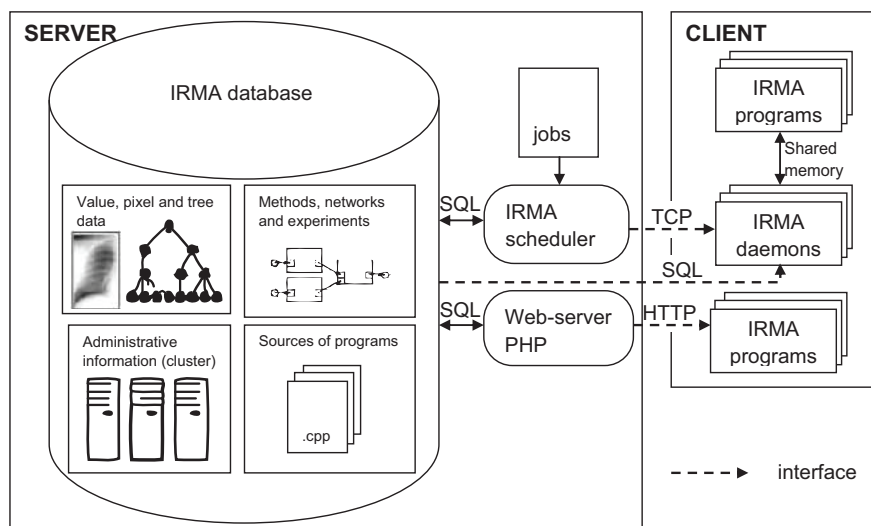 SERVER
IRMA database
Value, pixel and tree
data
Methods, networks
and experiments
Administrative
information (cluster)
Sources of programs
.cpp
jobs
SQL
IRMA
scheduler
TCP
SQL
SQL
Web-server
PHP
HTTP
CLIENT
IRMA
programs
Shared
memory
IRMA
daemons
IRMA
programs
interface